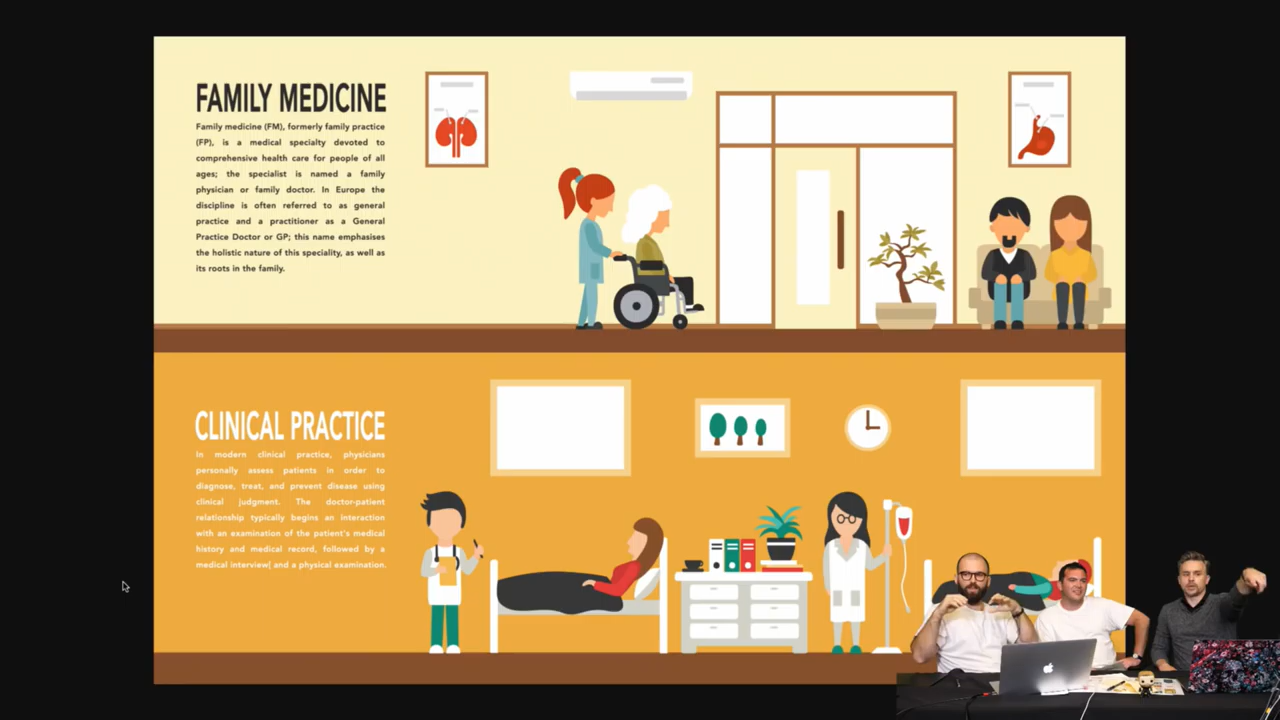 FAMILY MEDICINE
Family medicine (FM), formerly family practice
(FP), is a medical specialty devoted to
comprehensive health care for people of all
ages; the specialist is named a family
physician or family doctor. In Europe the
discipline is often referred to as general
practice and a practitioner as a General
Practice Doctor or GP; this name emphasises
the holistic nature of this speciality, as well as
its roots in the family.
CLINICAL PRACTICE
In modern clinical practice, physicians
personally assess patients in order to
diagnose, treat, and prevent disease using
clinical judgment. The doctor-patient
relationship typically begins an interaction
with an examination of the patient's medical
history and medical record, followed by a
medical interview| and a physical examination.